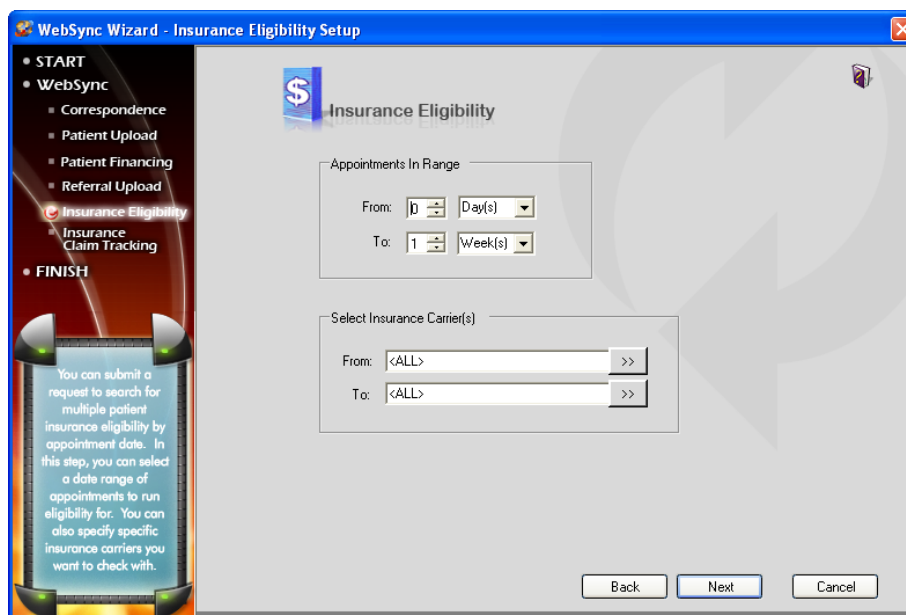 WebSync Wizard - Insurance Eligibility Setup
START
WebSync
Correspondence
Patient Upload
Patient Financing
Referral Upload
Insurance Eligibility
Insurance
Claim Tracking
FINISH
You can submit a
request to search for
multiple patient
insurance eligibility by
appointment date. In
this step, you can select
a date range of
appointments to run
eligibility for. You can
also specify specific
insurance carriers you
want to check with.
Insurance Eligibility
Appointments In Range
From: 0 Day(s)
To: 1 Week(s)
Select Insurance Carrier(s)
From: <ALL> >>
To: <ALL> >>
Back Next Cancel